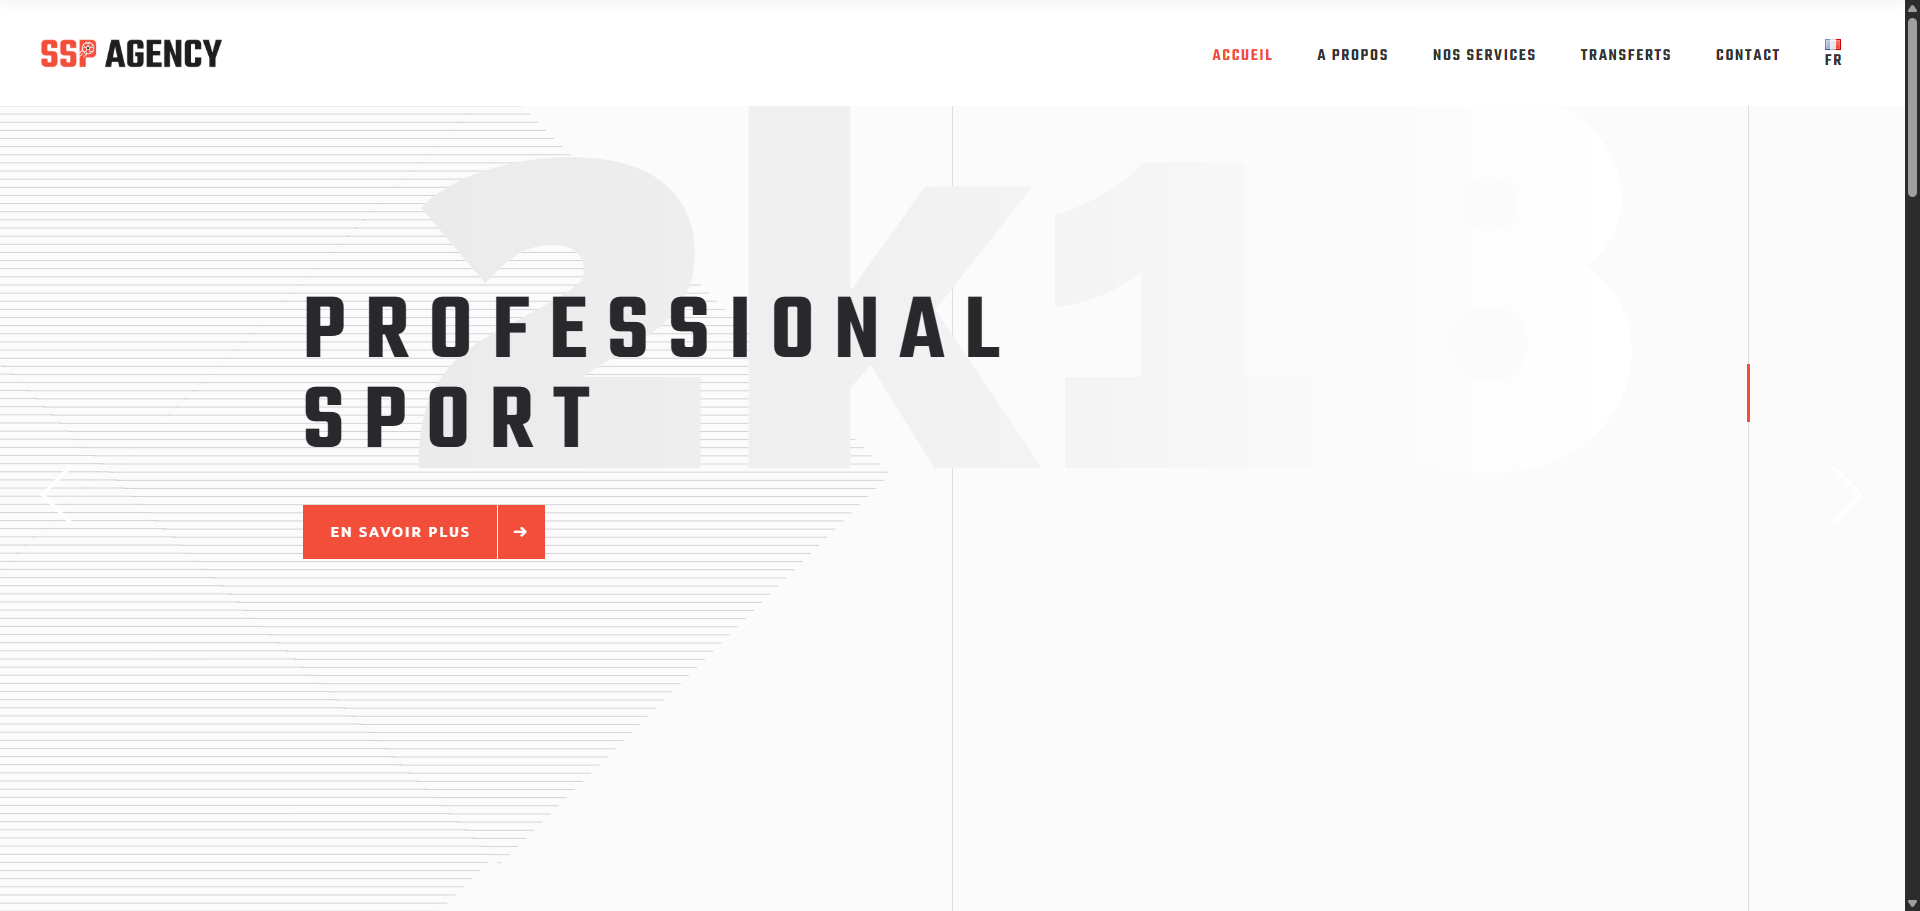 SSP AGENCY
ACCUEIL
A PROPOS
NOS SERVICES
TRANSFERTS
CONTACT
FR
2k18
PROFESSIONAL
SPORT
EN SAVOIR PLUS